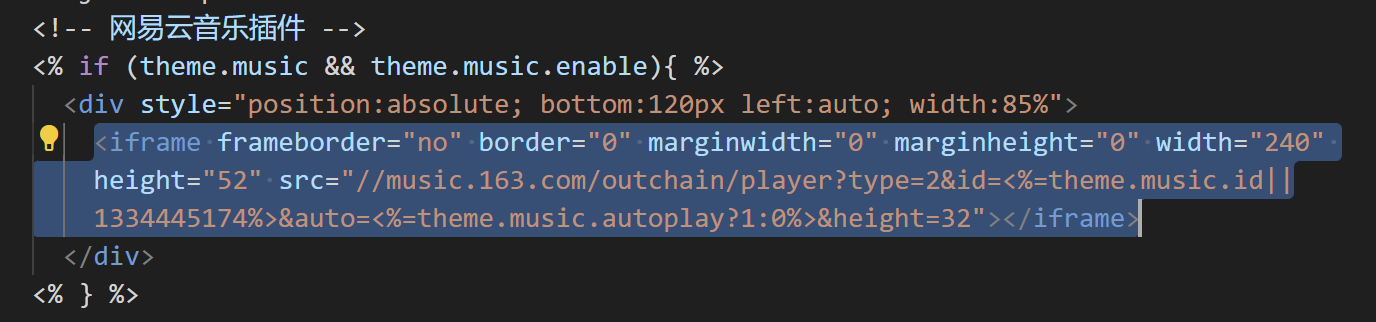 <!-- 网易云音乐插件 -->
<% if (theme.music && theme.music.enable){ %>
<div style="position:absolute; bottom:120px left:auto; width:85%">
<iframe frameborder="no" border="0" marginwidth="0" marginheight="0" width="240"
height="52" src="//music.163.com/outchain/player?type=2&id=<%=theme.music.id||
1334445174%>&auto=<%=theme.music.autoplay?1:0%>&height=32"></iframe>
</div>
<% } %>